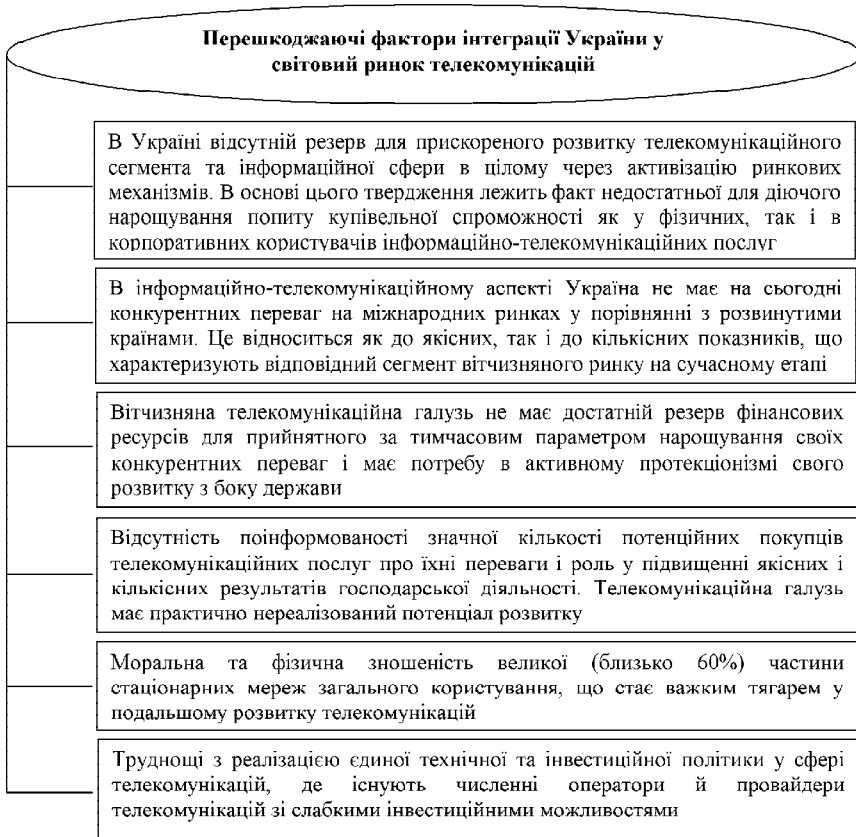 Перешкоджаючі фактори інтеграції України у
світовий ринок телекомунікацій
В Україні відсутній резерв для прискореного розвитку телекомунікаційного
сегмента та інформаційної сфери в цілому через активізацію ринкових
механізмів. В основі цього твердження лежить факт недостатньої для діючого
нарощування попиту купівельної спроможності як у фізичних, так і в
корпоративних користувачів інформаційно-телекомунікаційних послуг
В інформаційно-телекомунікаційному аспекті Україна не має на сьогодні
конкурентних переваг на міжнародних ринках у порівнянні з розвинутими
країнами. Це відноситься як до якісних, так і до кількісних показників, що
характеризують відповідний сегмент вітчизняного ринку на сучасному етапі
Вітчизняна телекомунікаційна галузь не має достатній резерв фінансових
ресурсів для прийнятного за тимчасовим параметром нарощування своїх
конкурентних переваг і має потребу в активному протекціонізмі свого
розвитку з боку держави
Відсутність поінформованості значної кількості потенційних покупців
телекомунікаційних послуг про їхні переваги і роль у підвищенні якісних і
кількісних результатів господарської діяльності. Телекомунікаційна галузь
має практично нереалізований потенціал розвитку
Моральна та фізична зношеність великої (близько 60%) частини
стаціонарних мереж загального користування, що стає важким тягарем у
подальшому розвитку телекомунікацій
Труднощі з реалізацією єдиної технічної та інвестиційної політики у сфері
телекомунікацій, де існують численні оператори й провайдери
телекомунікацій зі слабкими інвестиційними можливостями